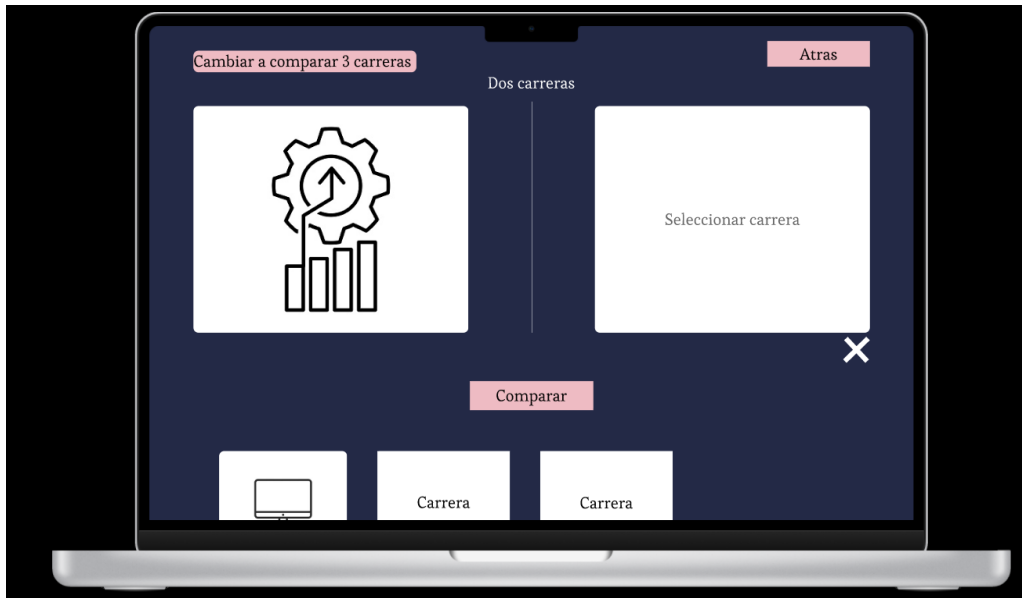 Cambiar a comparar 3 carreras
Atras
Dos carreras
Seleccionar carrera
Comparar
Carrera
Carrera